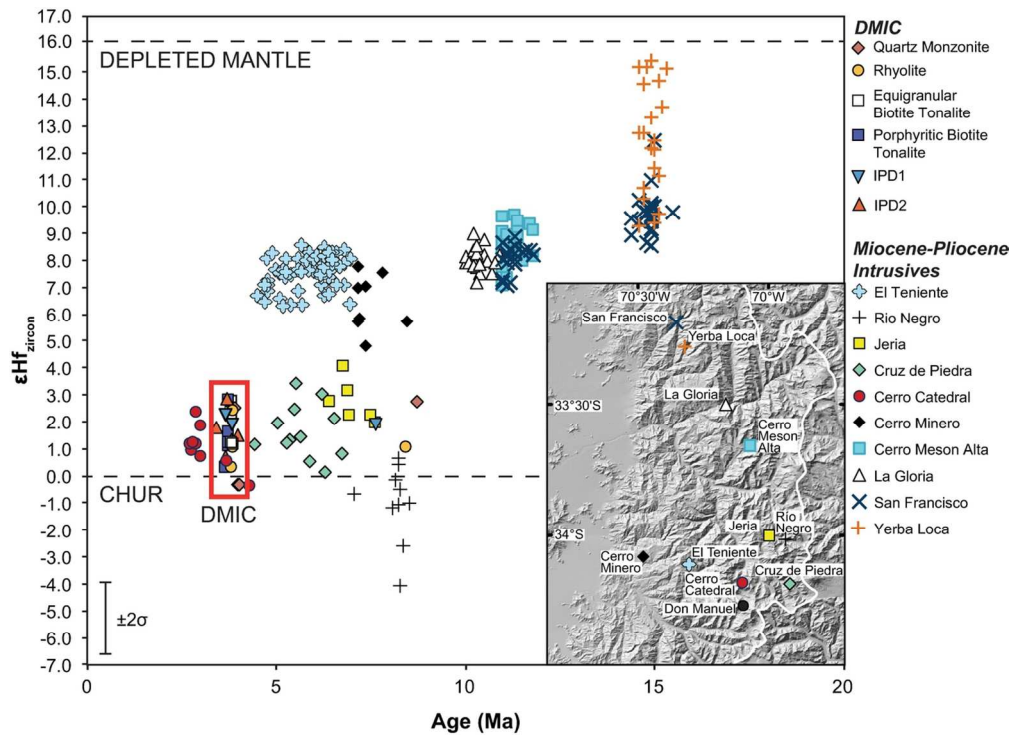 17.0
16.0
15.0
14.0
13.0
12.0
11.0
10.0
9.0
8.0
7.0
6.0
5.0
4.0
3.0
2.0
1.0
0.0
-1.0
-2.0
-3.0
-4.0
-5.0
-6.0
-7.0
εHfzircon
0
5
10
15
20
Age (Ma)
DEPLETED MANTLE
CHUR
DMIC
±2σ
70°30'W
70°W
San Francisco
Yerba Loca
La Gloria
33°30'S
Cerro
Meson
Alta
34°S
Jeria
Río
Negro
Cerro
Minero
El Teniente
Cerro
Catedral
Cruz de Piedra
Don Manuel
DMIC
Quartz Monzonite
Rhyolite
Equigranular
Biotite Tonalite
Porphyritic Biotite
Tonalite
IPD1
IPD2
Miocene-Pliocene
Intrusives
El Teniente
Rio Negro
Jeria
Cruz de Piedra
Cerro Catedral
Cerro Minero
Cerro Meson Alta
La Gloria
San Francisco
Yerba Loca